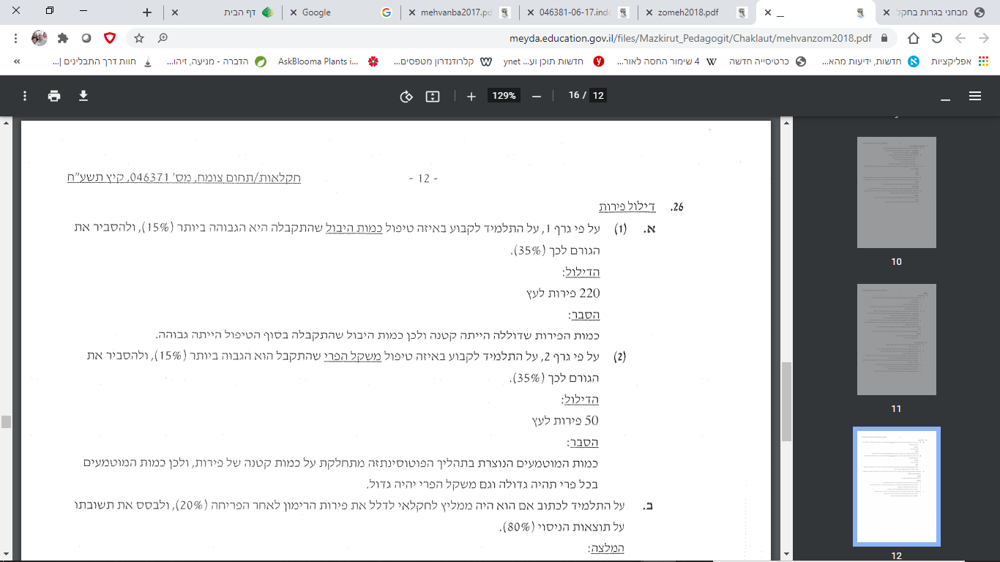 דף הבית
Google
mehvanba2017.pd
046381-06-17.indc
zomeh2018.pdf
מבחני בגרות בחקל
meyda.education.gov.il/files/Mazkirut_Pedagogit/Chaklaut/mehvanzom2018.pdf
אפליקציות
חדשות, ידיעות מהא...
כרטיסייה חדשה
4 שימור החסה לאור...
חדשות תוכן וע... ynet
קלרודנדרון מטפסים...
AskBlooma Plants i...
הדברה - מניעה, זיהו...
חוות דרך התבלינים |...
129%
16 / 12
- 12 -
חקלאות/תחום צומח, מס' 046371, קיץ תשע"ח
26. דילול פירות
א. (1) על פי גרף 1, על התלמיד לקבוע באיזה טיפול כמות היבול שהתקבלה היא הגבוהה ביותר (15%), ולהסביר את
הגורם לכך (35%).
הדילול:
220 פירות לעץ
הסבר:
כמות הפירות שדוללה הייתה קטנה ולכן כמות היבול שהתקבלה בסוף הטיפול הייתה גבוהה.
(2) על פי גרף 2, על התלמיד לקבוע באיזה טיפול משקל הפרי שהתקבל הוא הגבוה ביותר (15%), ולהסביר את
הגורם לכך (35%).
הדילול:
50 פירות לעץ
הסבר:
כמות המוטמעים הנוצרת בתהליך הפוטוסינתזה מתחלקת על כמות קטנה של פירות, ולכן כמות המוטמעים
בכל פרי תהיה גדולה וגם משקל הפרי יהיה גדול.
ב. על התלמיד לכתוב אם הוא היה ממליץ לחקלאי לדלל את פירות הרימון לאחר הפריחה (20%), ולבסס את תשובתו
על תוצאות הניסוי (80%).
המלצה:
10
11
12